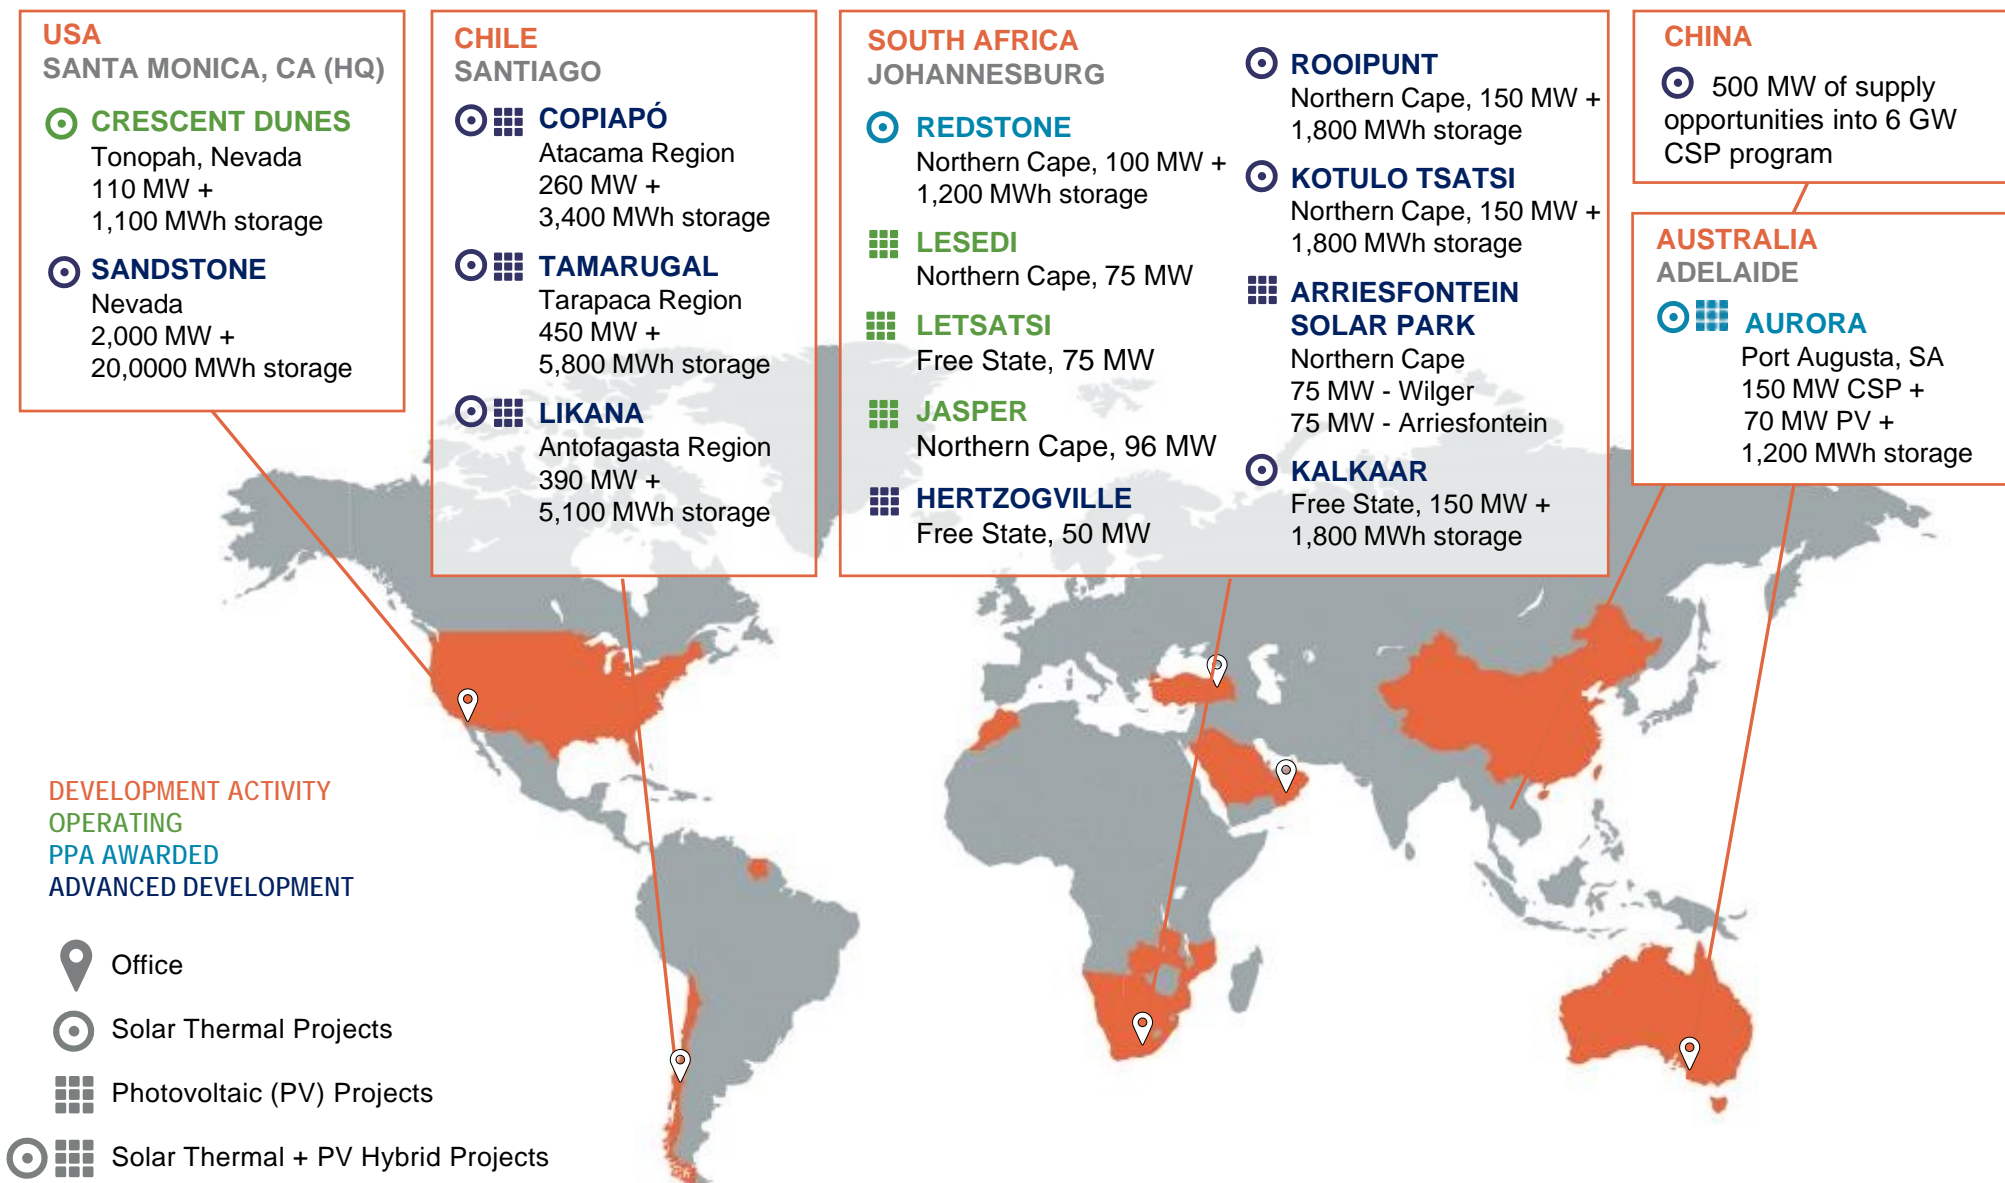 USA
SANTA MONICA, CA (HQ)
CRESCENT DUNES
Tonopah, Nevada
110 MW +
1,100 MWh storage
SANDSTONE
Nevada
2,000 MW +
20,0000 MWh storage
CHILE
SANTIAGO
COPIAPÓ
Atacama Region
260 MW +
3,400 MWh storage
TAMARUGAL
Tarapaca Region
450 MW +
5,800 MWh storage
LIKANA
Antofagasta Region
390 MW +
5,100 MWh storage
SOUTH AFRICA
JOHANNESBURG
REDSTONE
Northern Cape, 100 MW +
1,200 MWh storage
LESEDI
Northern Cape, 75 MW
LETSATSI
Free State, 75 MW
JASPER
Northern Cape, 96 MW
HERTZOGVILLE
Free State, 50 MW
ROOIPUNT
Northern Cape, 150 MW +
1,800 MWh storage
KOTULO TSATSI
Northern Cape, 150 MW +
1,800 MWh storage
ARRIESFONTEIN
SOLAR PARK
Northern Cape
75 MW - Wilger
75 MW - Arriesfontein
KALKAAR
Free State, 150 MW +
1,800 MWh storage
CHINA
500 MW of supply
opportunities into 6 GW
CSP program
AUSTRALIA
ADELAIDE
AURORA
Port Augusta, SA
150 MW CSP +
70 MW PV +
1,200 MWh storage
DEVELOPMENT ACTIVITY
OPERATING
PPA AWARDED
ADVANCED DEVELOPMENT
Office
Solar Thermal Projects
Photovoltaic (PV) Projects
Solar Thermal + PV Hybrid Projects